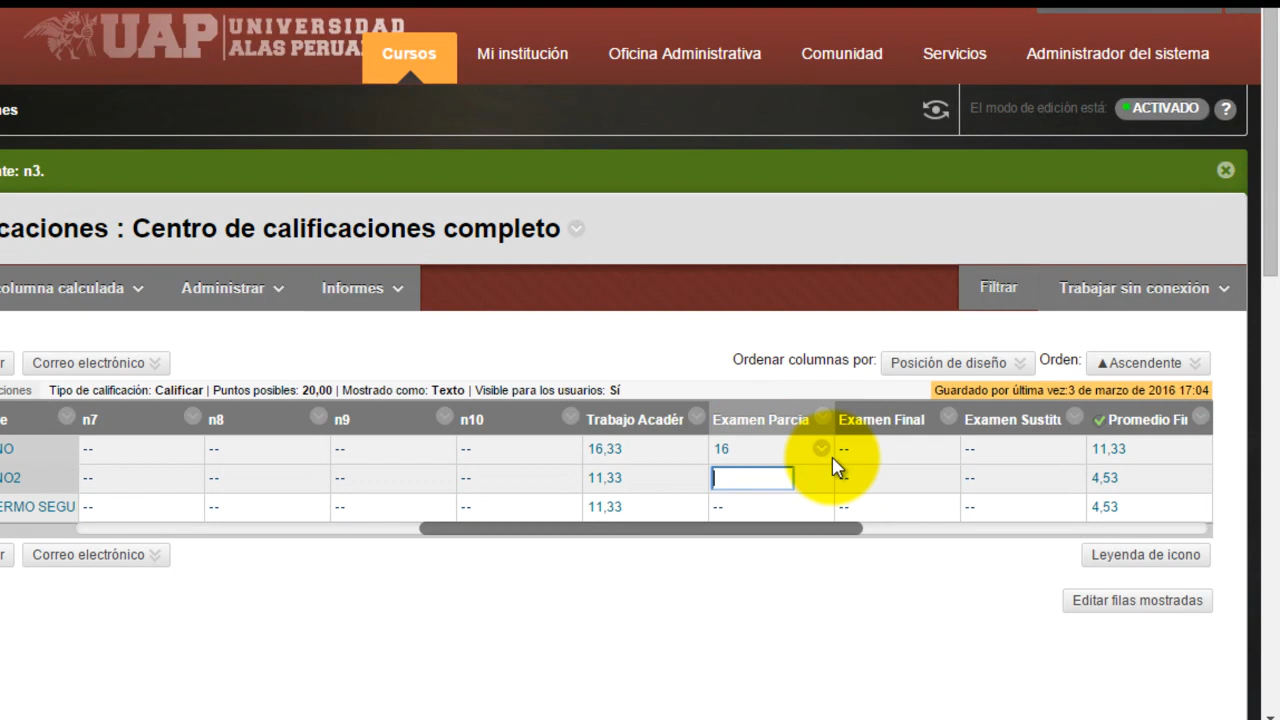 UAP UNIVERSIDAD
ALAS PERUA
Cursos Mi institución Oficina Administrativa Comunidad Servicios Administrador del sistema
nes El modo de edición está: ACTIVADO ?
nte: n3.
caciones : Centro de calificaciones completo
columna calculada Administrar Informes Filtrar Trabajar sin conexión
r Correo electrónico Ordenar columnas por: Posición de diseño Orden: ▲Ascendente
ciones Tipo de calificación: Calificar | Puntos posibles: 20,00 | Mostrado como: Texto | Visible para los usuarios: Sí Guardado por última vez:3 de marzo de 2016 17:04
e n7 n8 n9 n10 Trabajo Acadér Examen Parcia Examen Final Examen Sustitu Promedio Fi
NO -- -- -- -- 16,33 16 -- -- 11,33
NO2 -- -- -- -- 11,33 -- -- 4,53
ERMO SEGU -- -- -- -- 11,33 -- -- -- 4,53
r Correo electrónico Leyenda de icono
Editar filas mostradas